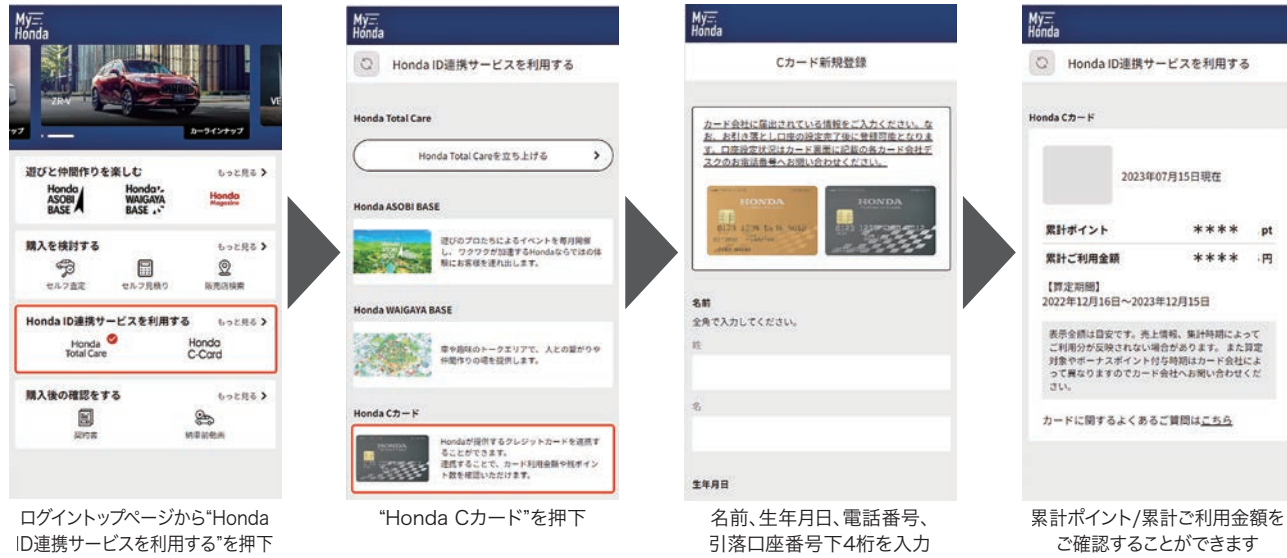 My
Honda
ZR-V
VE
ップ
カーラインナップ
遊びと仲間作りを楽しむ
もっと見る
Honda
ASOBI
BASE
Honda
WAIGAYA
BASE
Honda
Magazine
購入を検討する
もっと見る
セルフ査定
セルフ見積り
販売店検索
Honda ID連携サービスを利用する
もっと見る
Honda
Total Care
Honda
C-Card
購入後の確認をする
もっと見る
契約書
納車前動画
ログイントップページから“Honda
ID連携サービスを利用する”を押下
My
Honda
Honda ID連携サービスを利用する
Honda Total Care
Honda Total Careを立ち上げる
Honda ASOBI BASE
遊びのプロたちによるイベントを毎月開催
し、ワクワクが加速するHondaならではの体
験にお客様を連れ出します。
Honda WAIGAYA BASE
車や趣味のトークエリアで、人との繋がりや
仲間作りの場を提供します。
Honda Cカード
HONDA
Hondaが提供するクレジットカードを連携す
ることができます。
連携することで、カード利用金額や残ポイン
ト数を確認いただけます。
“Honda Cカード”を押下
My
Honda
Cカード新規登録
カード会社に届出されている情報をご入力ください。な
お、お引き落とし口座の設定完了後に登録可能となりま
す。口座設定状況はカード裏面に記載の各カード会社デ
スクのお電話番号へお問い合わせください。
HONDA
HONDA
名前
全角で入力してください。
姓
名
生年月日
名前、生年月日、電話番号、
引落口座番号下4桁を入力
My
Honda
Honda ID連携サービスを利用する
Honda Cカード
2023年07月15日現在
累計ポイント ＊＊＊＊ pt
累計ご利用金額 ＊＊＊＊ 円
【算定期間】
2022年12月16日～2023年12月15日
表示金額は目安です。売上情報、集計時期によって
ご利用分が反映されない場合があります。また算定
対象やボーナスポイント付与時期はカード会社によ
って異なりますのでカード会社へお問い合わせくだ
さい。
カードに関するよくあるご質問はこちら
累計ポイント/累計ご利用金額を
ご確認することができます